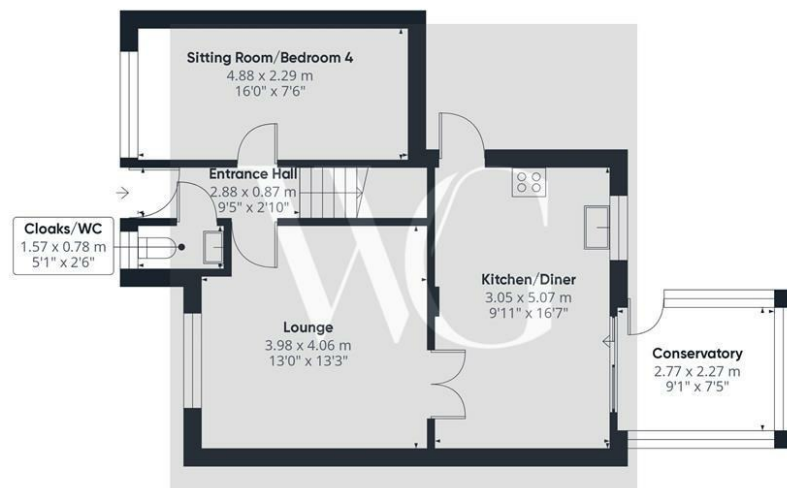 Sitting Room/Bedroom 4
4.88 x 2.29 m
16'0" x 7'6"
Entrance Hall
2.88 x 0.87 m
9'5" x 2'10"
Cloaks/WC
1.57 x 0.78 m
5'1" x 2'6"
Kitchen/Diner
3.05 x 5.07 m
9'11" x 16'7"
Lounge
3.98 x 4.06 m
13'0" x 13'3"
Conservatory
2.77 x 2.27 m
9'1" x 7'5"
WG